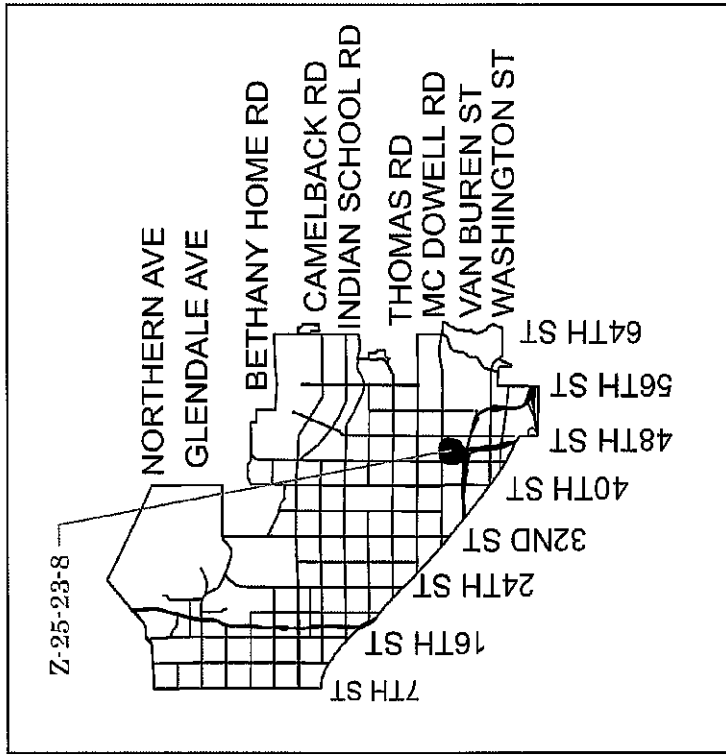 Z-25-23-8
NORTHERN AVE
GLENDALE AVE
BETHANY HOME RD
CAMELBACK RD
INDIAN SCHOOL RD
THOMAS RD
MC DOWELL RD
VAN BUREN ST
WASHINGTON ST
7TH ST
16TH ST
24TH ST
32ND ST
40TH ST
48TH ST
56TH ST
64TH ST